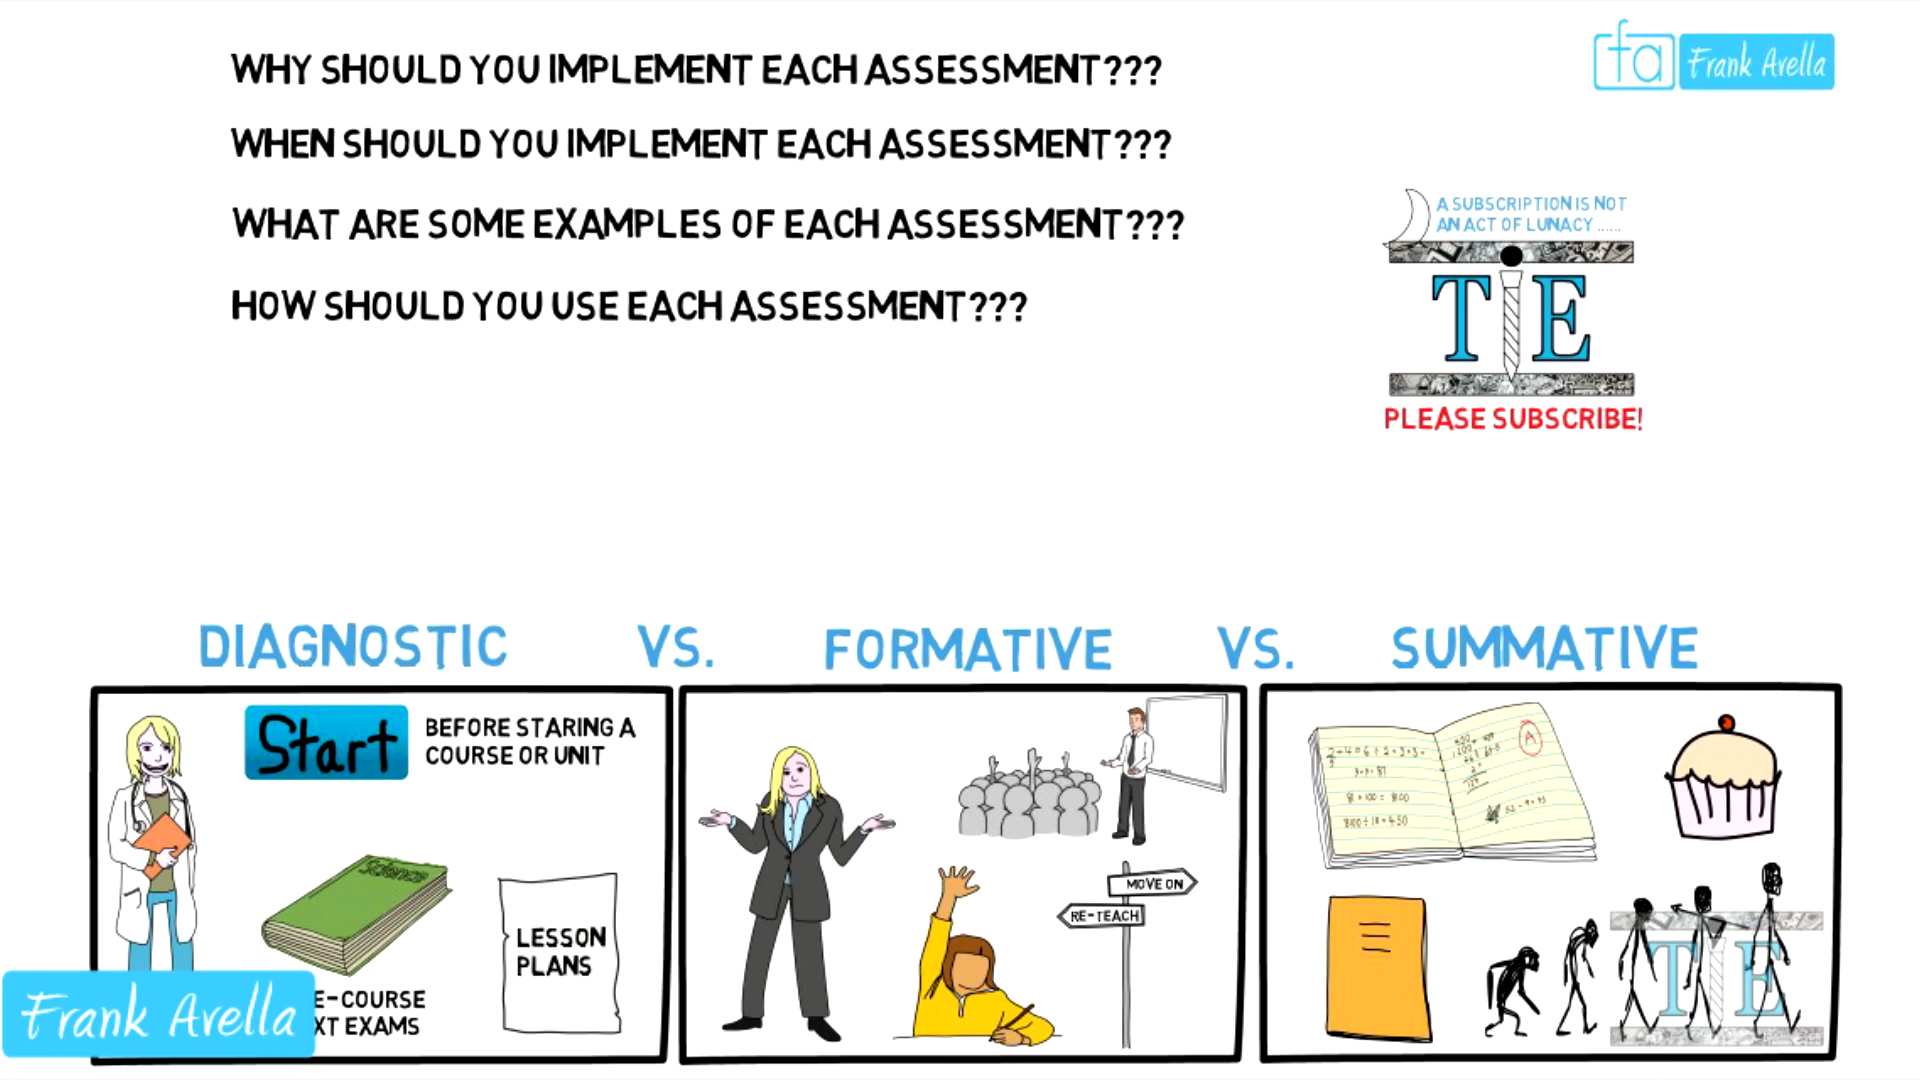 WHY SHOULD YOU IMPLEMENT EACH ASSESSMENT???
WHEN SHOULD YOU IMPLEMENT EACH ASSESSMENT???
WHAT ARE SOME EXAMPLES OF EACH ASSESSMENT???
HOW SHOULD YOU USE EACH ASSESSMENT???
fa Frank Avella
A SUBSCRIPTION IS NOT
AN ACT OF LUNACY ......
TiE
PLEASE SUBSCRIBE!
DIAGNOSTIC VS. FORMATIVE VS. SUMMATIVE
Start
BEFORE STARING A
COURSE OR UNIT
Science
LESSON
PLANS
E-COURSE
XT EXAMS
Frank Avella
MOVE ON
RE-TEACH
A
TiE